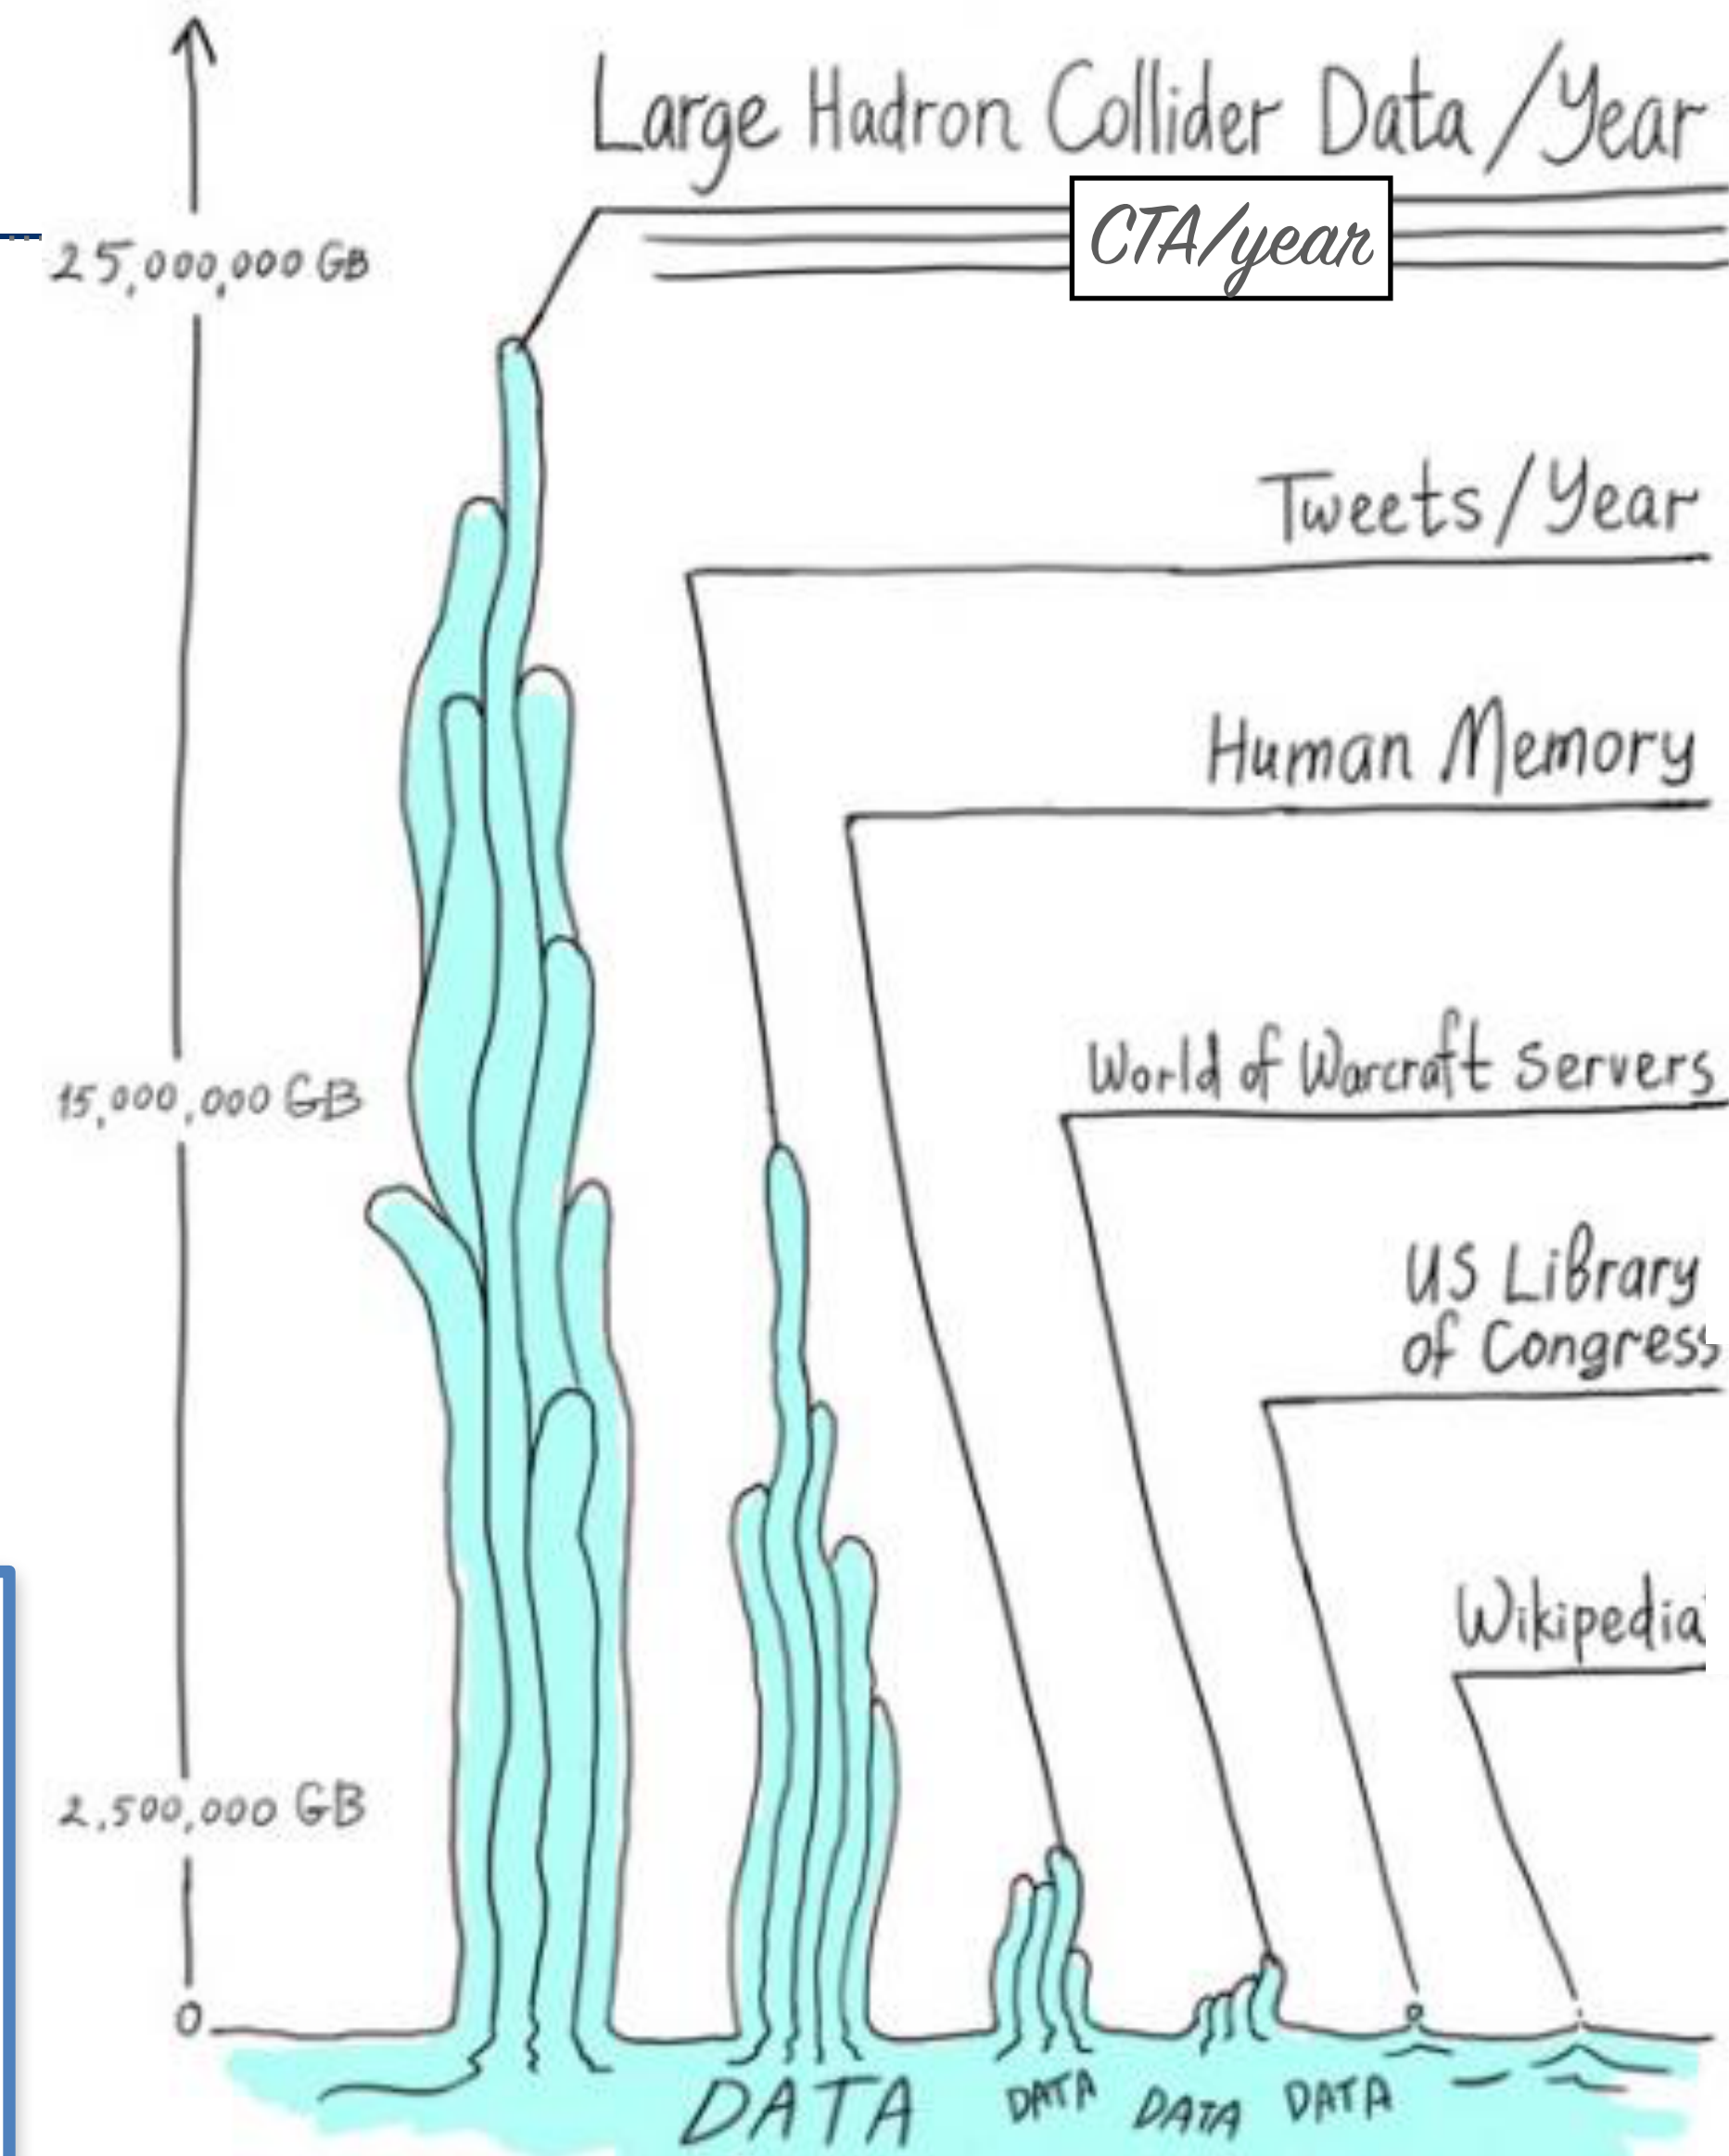 Large Hadron Collider Data/Year
CTA/year
25,000,000 GB
Tweets/Year
Human Memory
World of Warcraft Servers
15,000,000 GB
US Library
of Congress
Wikipedia
2,500,000 GB
0
DATA DATA DATA DATA